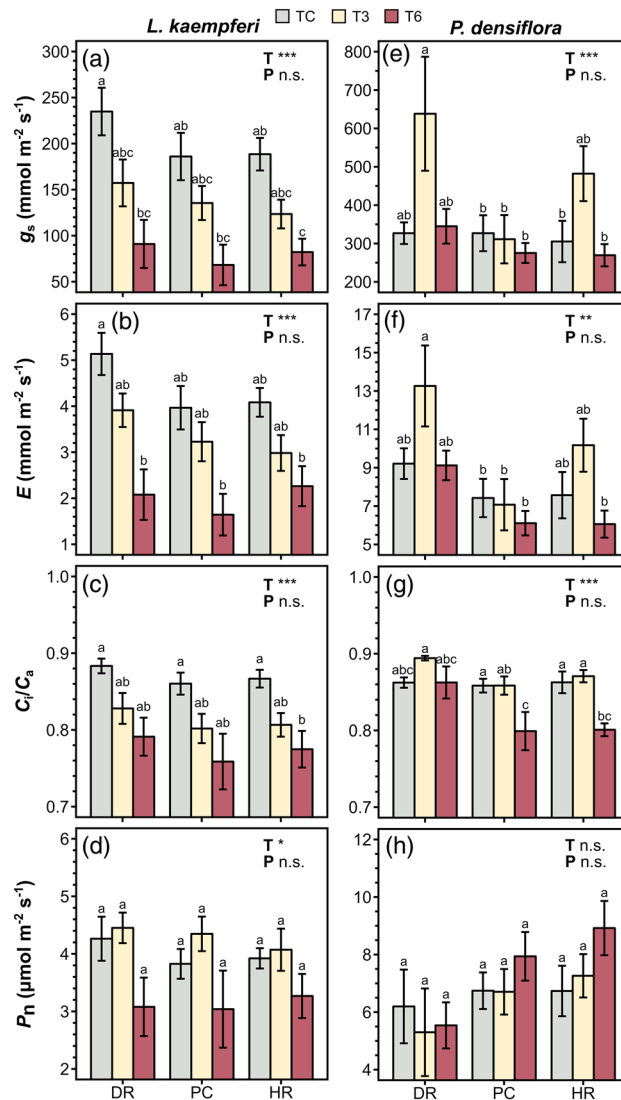 L. kaempferi
TC
T3
T6
P. densiflora
(a)
T ***
P n.s.
gs (mmol m-2 s-1)
300
250
200
150
100
50
a
abc
bc
ab
abc
bc
ab
abc
c
(e)
T ***
P n.s.
800
700
600
500
400
300
200
ab
a
ab
b
b
b
b
ab
b
(b)
T ***
P n.s.
E (mmol m-2 s-1)
6
5
4
3
2
1
a
ab
b
ab
ab
b
ab
ab
b
(f)
T **
P n.s.
17
15
13
11
9
7
5
ab
a
ab
b
b
b
ab
ab
b
(c)
T ***
P n.s.
Ci/Ca
1.0
0.9
0.8
0.7
a
ab
ab
a
ab
ab
a
ab
b
(g)
T ***
P n.s.
1.0
0.9
0.8
0.7
abc
a
abc
a
ab
c
a
a
bc
(d)
T *
P n.s.
Pn (μmol m-2 s-1)
6
5
4
3
2
a
a
a
a
a
a
a
a
a
DR
PC
HR
(h)
T n.s.
P n.s.
12
10
8
6
4
a
a
a
a
a
a
a
a
a
DR
PC
HR